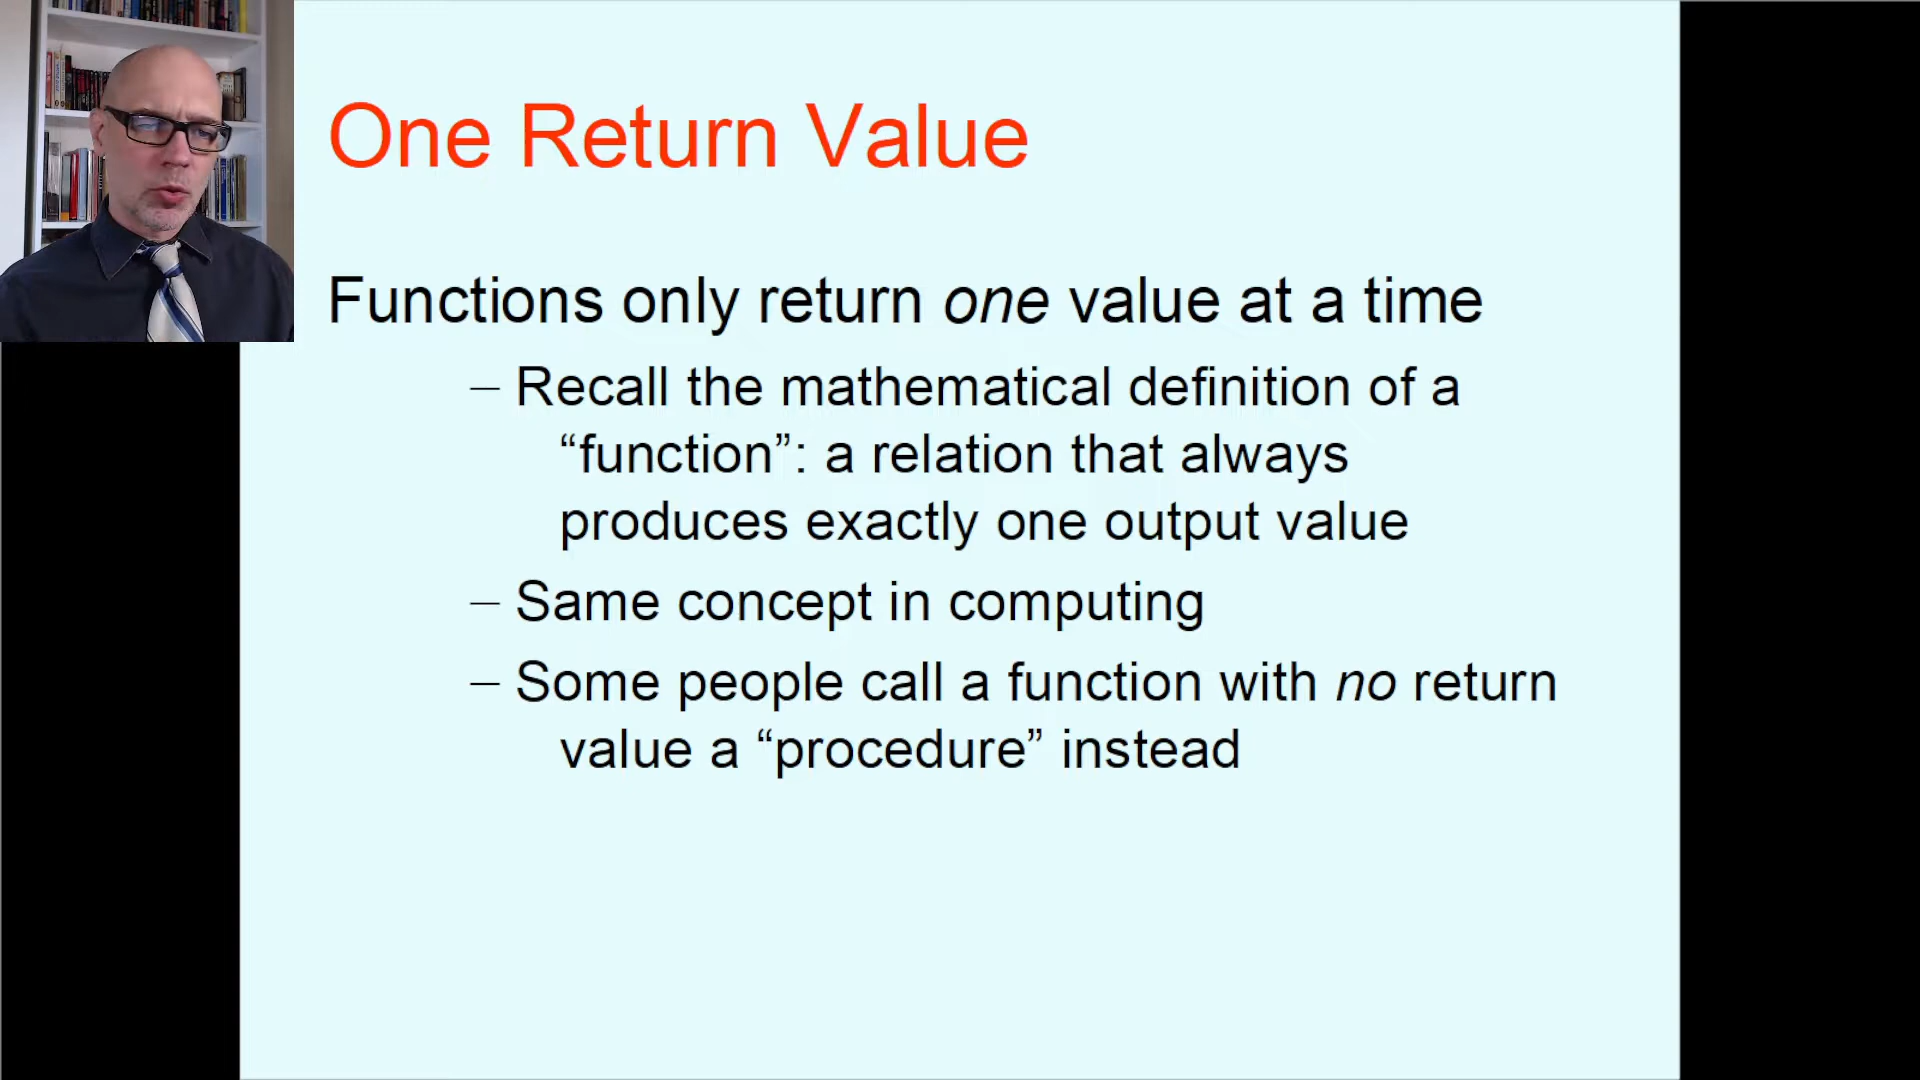 One Return Value
Functions only return one value at a time
– Recall the mathematical definition of a
“function”: a relation that always
produces exactly one output value
– Same concept in computing
– Some people call a function with no return
value a “procedure” instead